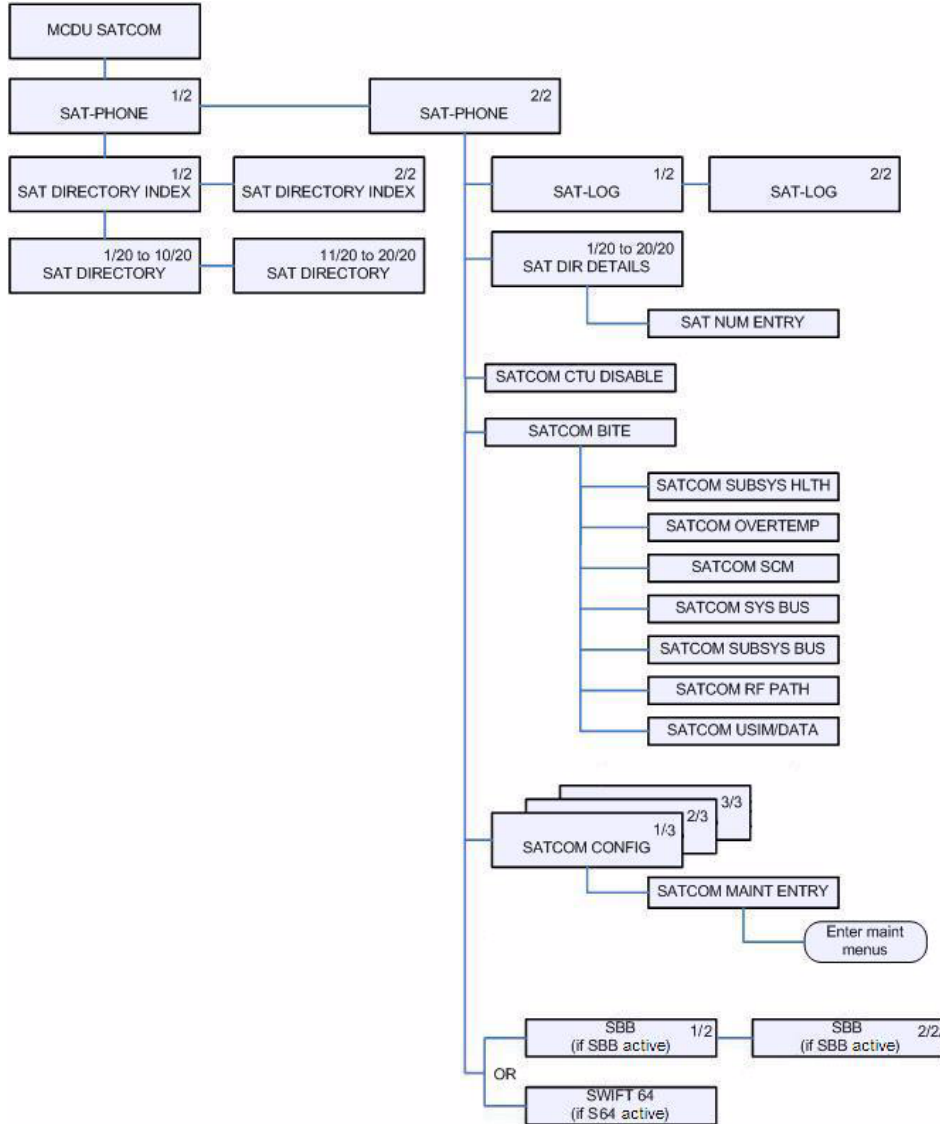 MCDU SATCOM
1/2
SAT-PHONE
2/2
SAT-PHONE
1/2
SAT DIRECTORY INDEX
2/2
SAT DIRECTORY INDEX
1/2
SAT-LOG
2/2
SAT-LOG
1/20 to 10/20
SAT DIRECTORY
11/20 to 20/20
SAT DIRECTORY
1/20 to 20/20
SAT DIR DETAILS
SAT NUM ENTRY
SATCOM CTU DISABLE
SATCOM BITE
SATCOM SUBSYS HLTH
SATCOM OVERTEMP
SATCOM SCM
SATCOM SYS BUS
SATCOM SUBSYS BUS
SATCOM RF PATH
SATCOM USIM/DATA
3/3
2/3
1/3
SATCOM CONFIG
SATCOM MAINT ENTRY
Enter maint
menus
SBB 1/2
(if SBB active)
SBB 2/2
(if SBB active)
OR
SWIFT 64
(if S64 active)